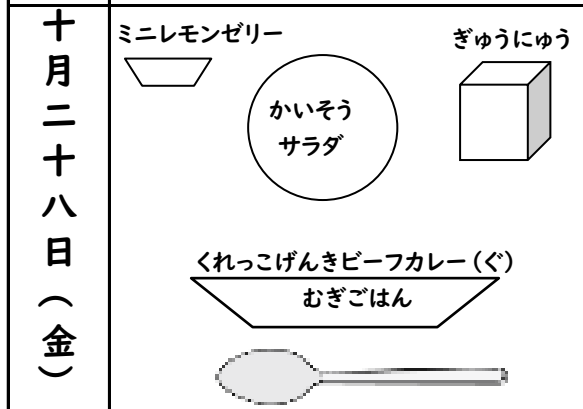 十月二十八日(金)
ミニレモンゼリー
ぎゅうにゅう
かいそう
サラダ
くれっこげんきビーフカレー(ぐ)
むぎごはん